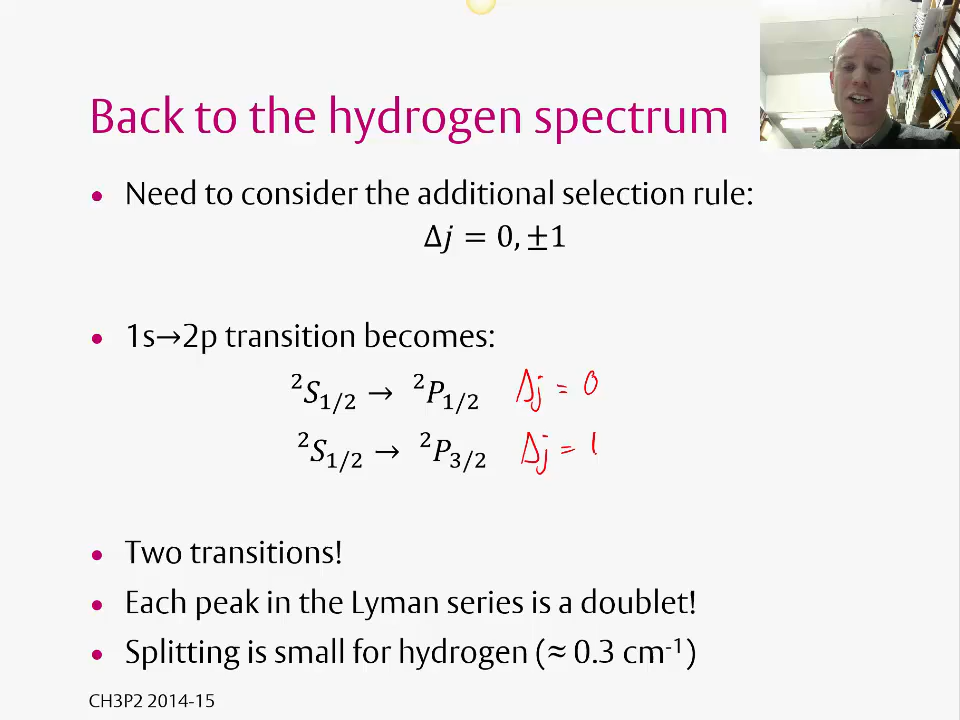 Back to the hydrogen spectrum
• Need to consider the additional selection rule:
Δj = 0, ±1
• 1s→2p transition becomes:
²S₁/₂ → ²P₁/₂ Δj = 0
²S₁/₂ → ²P₃/₂ Δj = 1
• Two transitions!
• Each peak in the Lyman series is a doublet!
• Splitting is small for hydrogen (≈ 0.3 cm⁻¹)
CH3P2 2014-15